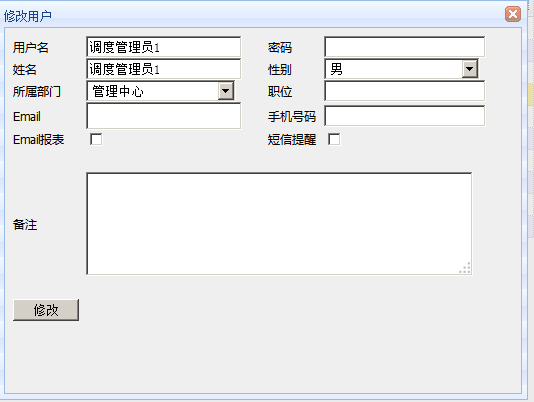 修改用户
用户名 调度管理员1 密码
姓名 调度管理员1 性别 男
所属部门 管理中心 职位
Email 手机号码
Email报表 短信提醒
备注
修改